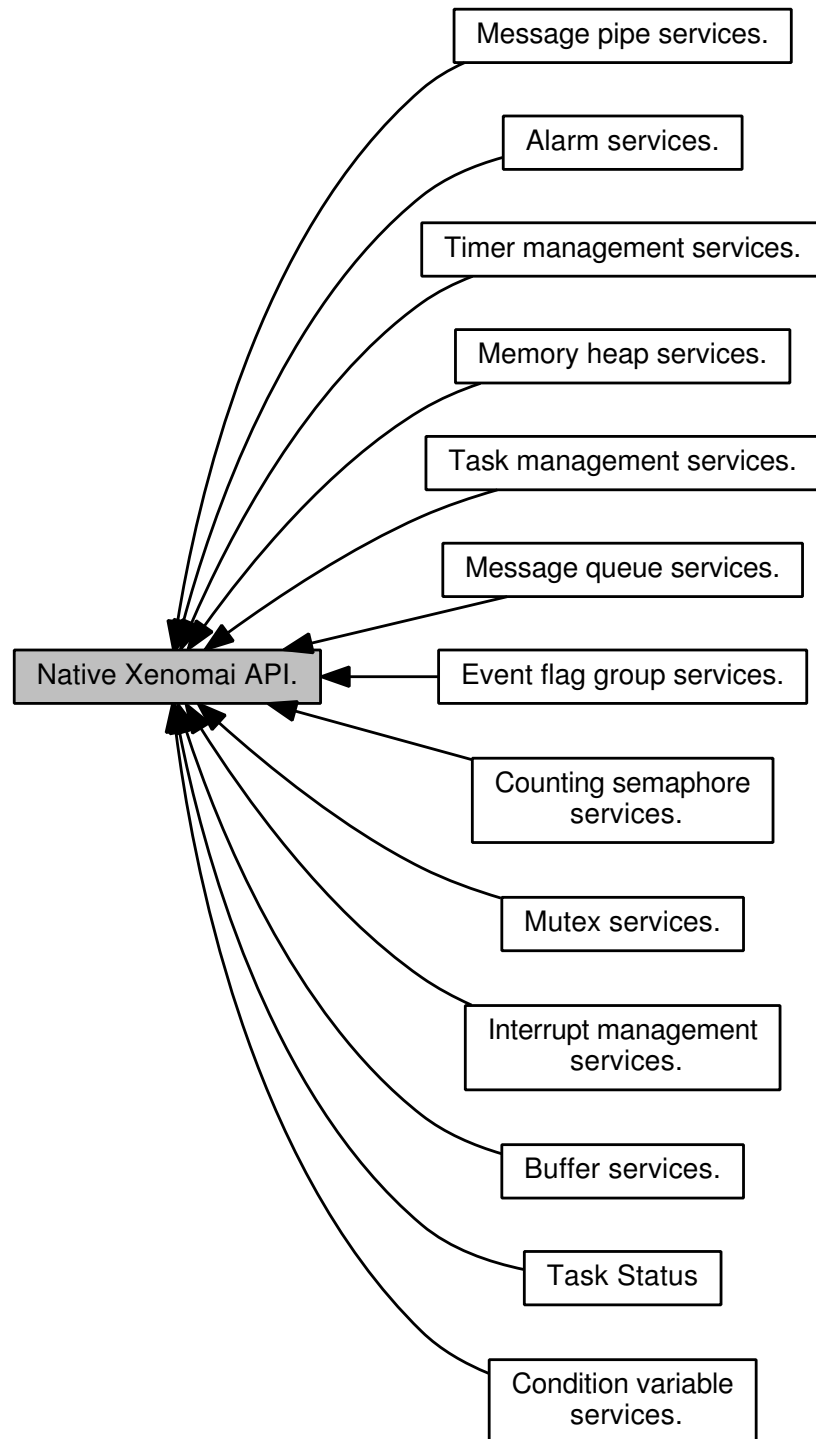 Message pipe services.
Alarm services.
Timer management services.
Memory heap services.
Task management services.
Message queue services.
Native Xenomai API.
Event flag group services.
Counting semaphore
services.
Mutex services.
Interrupt management
services.
Buffer services.
Task Status
Condition variable
services.